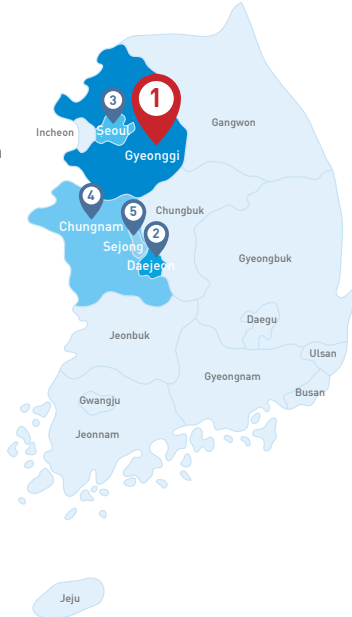 1
3
Gangwon
Incheon
Seoul
Gyeonggi
4
Chungbuk
5
Chungnam
2
Sejong
Gyeongbuk
Daejeon
Daegu
Jeonbuk
Ulsan
Gyeongnam
Busan
Gwangju
Jeonnam
Jeju